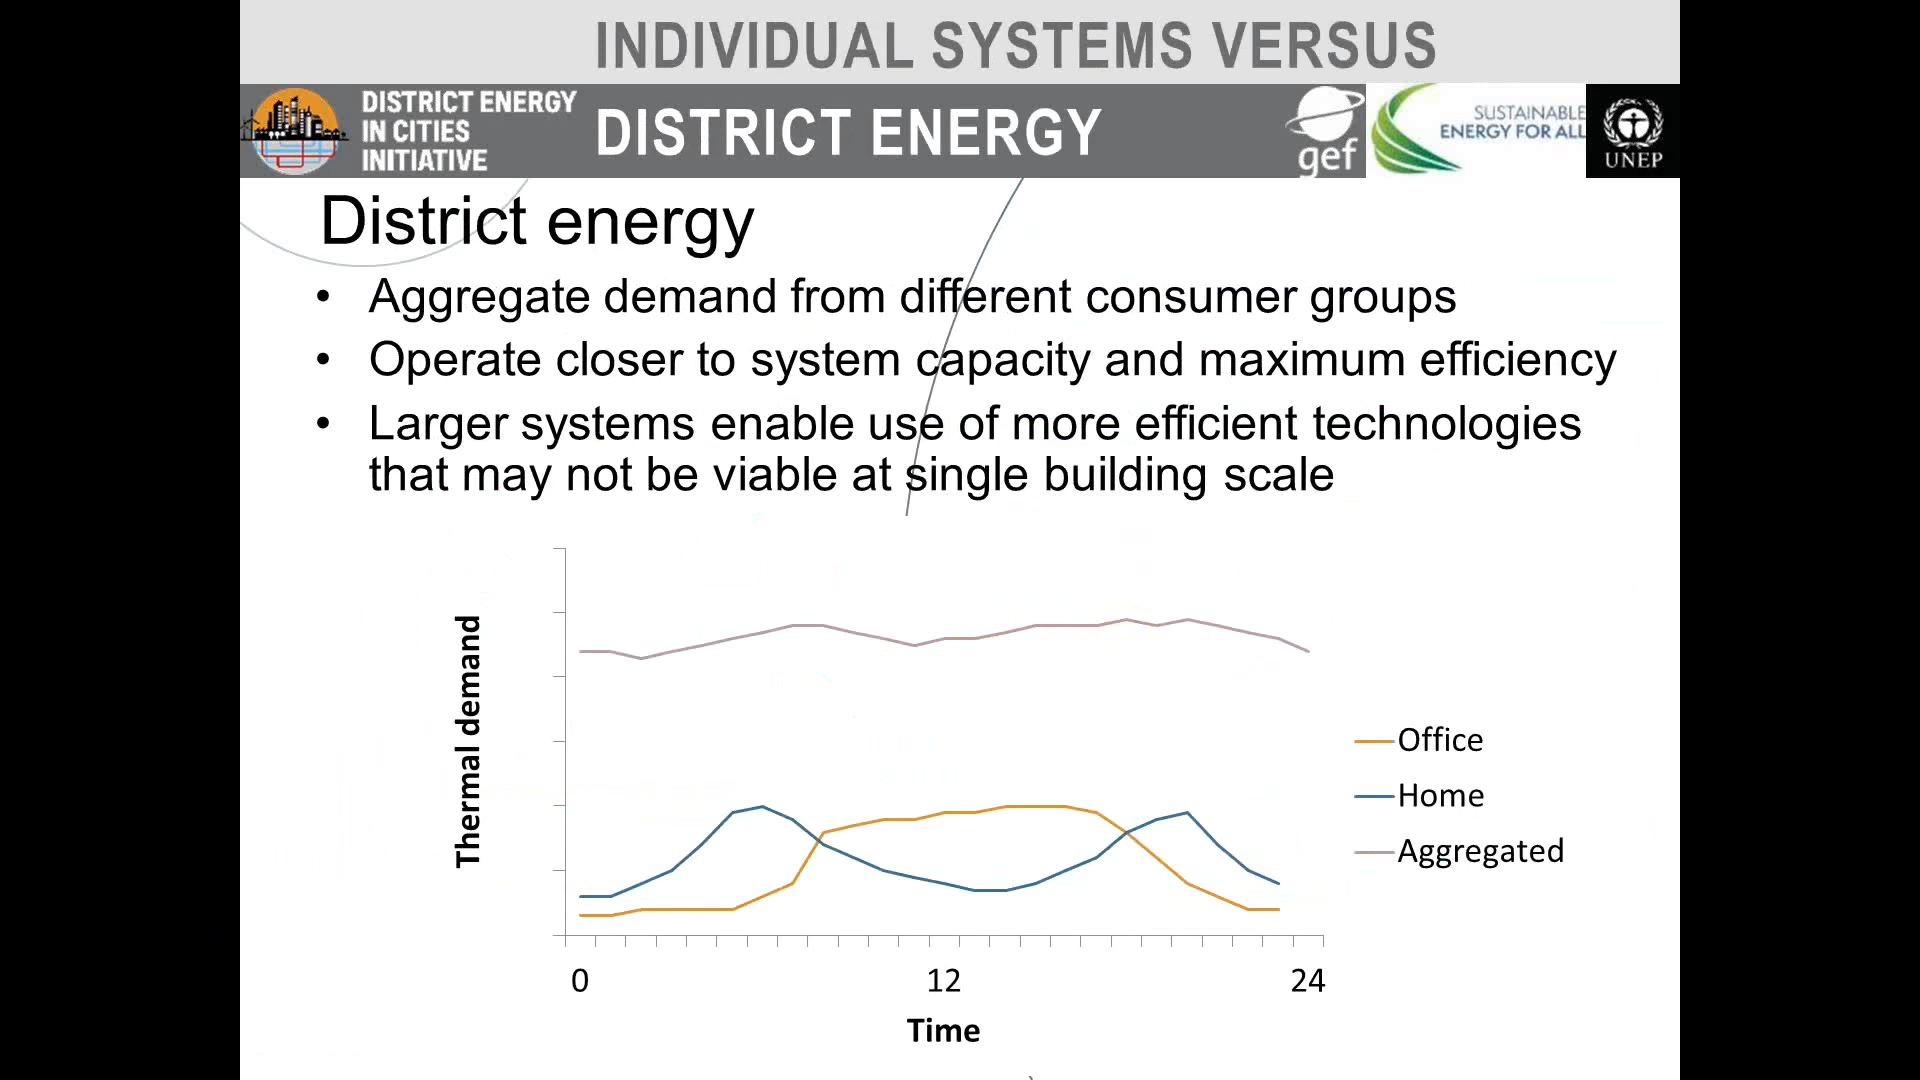 INDIVIDUAL SYSTEMS VERSUS
DISTRICT ENERGY
IN CITIES
INITIATIVE
DISTRICT ENERGY
gef
SUSTAINABLE
ENERGY FOR ALL
UNEP
District energy
• Aggregate demand from different consumer groups
• Operate closer to system capacity and maximum efficiency
• Larger systems enable use of more efficient technologies
that may not be viable at single building scale
Thermal demand
Office
Home
Aggregated
0 12 24
Time